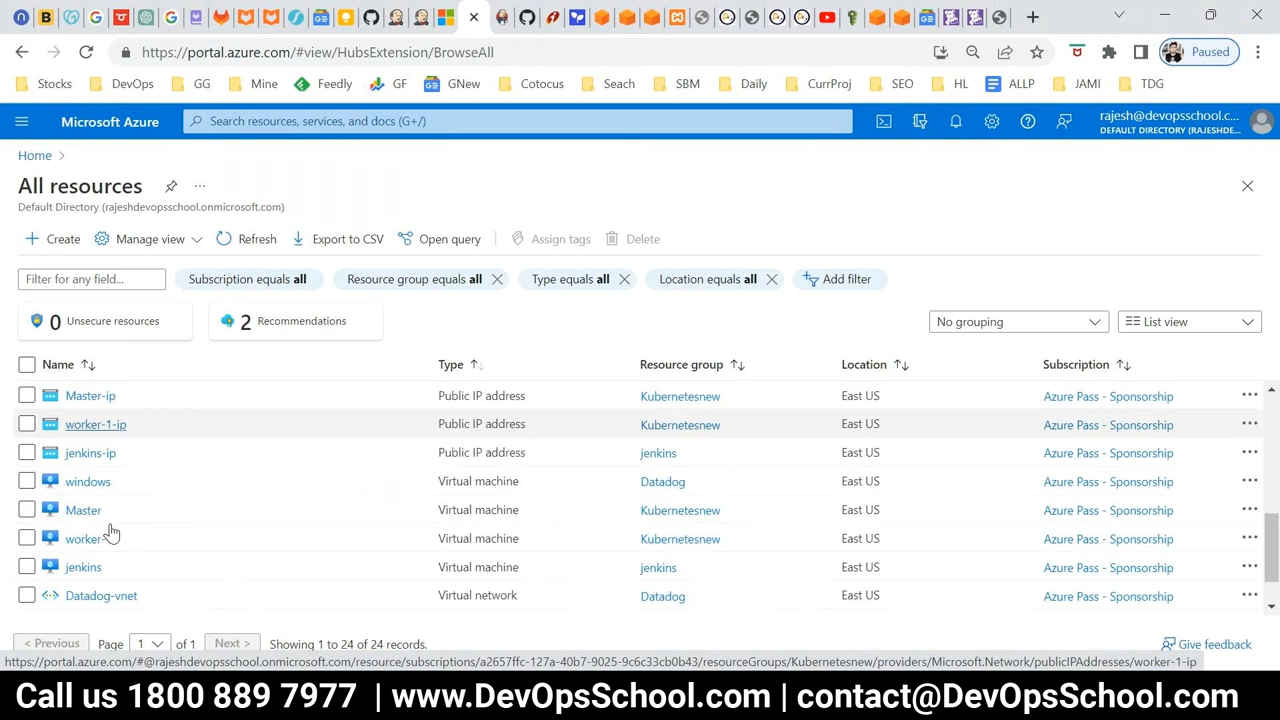 https://portal.azure.com/#view/HubsExtension/BrowseAll
Paused
Stocks
DevOps
GG
Mine
Feedly
GF
GNew
Cotocus
Seach
SBM
Daily
CurrProj
SEO
HL
ALLP
JAMI
TDG
Microsoft Azure
Search resources, services, and docs (G+/)
rajesh@devopsschool.c...
DEFAULT DIRECTORY (RAJESHDE...
Home
All resources
Default Directory (rajeshdevopsschool.onmicrosoft.com)
Create
Manage view
Refresh
Export to CSV
Open query
Assign tags
Delete
Filter for any field...
Subscription equals all
Resource group equals all
Type equals all
Location equals all
Add filter
0 Unsecure resources
2 Recommendations
No grouping
List view
Name Type Resource group Location Subscription
Master-ip Public IP address Kubernetesnew East US Azure Pass - Sponsorship
worker-1-ip Public IP address Kubernetesnew East US Azure Pass - Sponsorship
jenkins-ip Public IP address jenkins East US Azure Pass - Sponsorship
windows Virtual machine Datadog East US Azure Pass - Sponsorship
Master Virtual machine Kubernetesnew East US Azure Pass - Sponsorship
worker- Virtual machine Kubernetesnew East US Azure Pass - Sponsorship
jenkins Virtual machine jenkins East US Azure Pass - Sponsorship
Datadog-vnet Virtual network Datadog East US Azure Pass - Sponsorship
< Previous Page 1 of 1 Next > Showing 1 to 24 of 24 records. Give feedback
https://portal.azure.com/#@rajeshdevopsschool.onmicrosoft.com/resource/subscriptions/a2657ffc-127a-40b7-9025-9c6c33cb0b43/resourceGroups/Kubernetesnew/providers/Microsoft.Network/publicIPAddresses/worker-1-ip
Call us 1800 889 7977 | www.DevOpsSchool.com | contact@DevOpsSchool.com